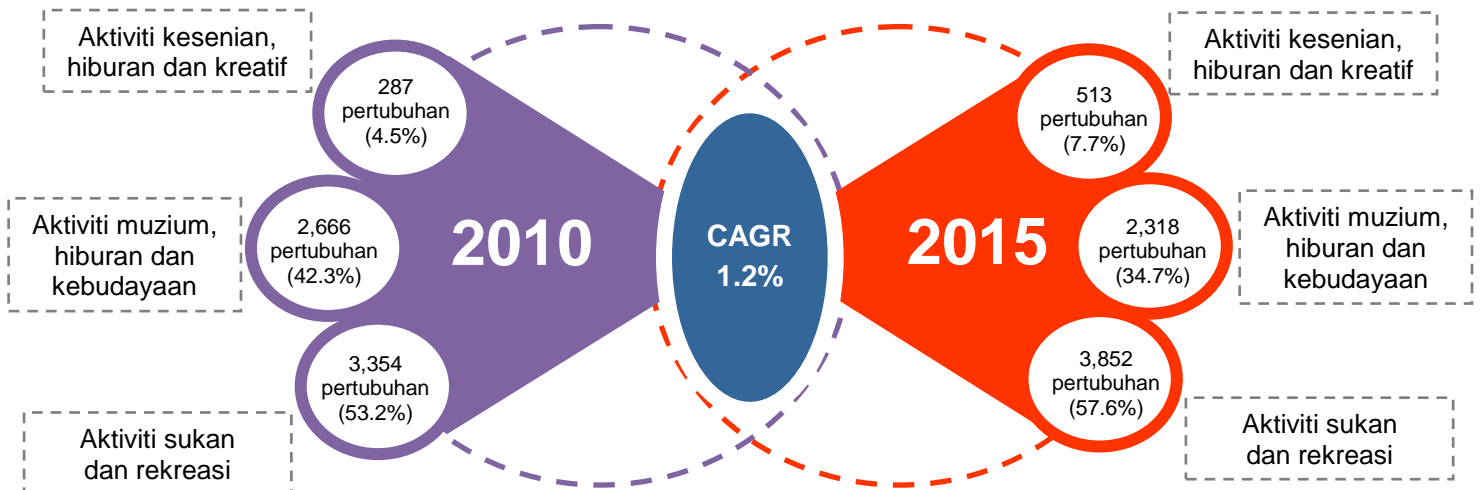 Aktiviti kesenian,
hiburan dan kreatif
287
pertubuhan
(4.5%)
Aktiviti muzium,
hiburan dan
kebudayaan
2,666
pertubuhan
(42.3%)
Aktiviti sukan
dan rekreasi
3,354
pertubuhan
(53.2%)
2010
CAGR
1.2%
2015
513
pertubuhan
(7.7%)
Aktiviti kesenian,
hiburan dan kreatif
2,318
pertubuhan
(34.7%)
Aktiviti muzium,
hiburan dan
kebudayaan
3,852
pertubuhan
(57.6%)
Aktiviti sukan
dan rekreasi